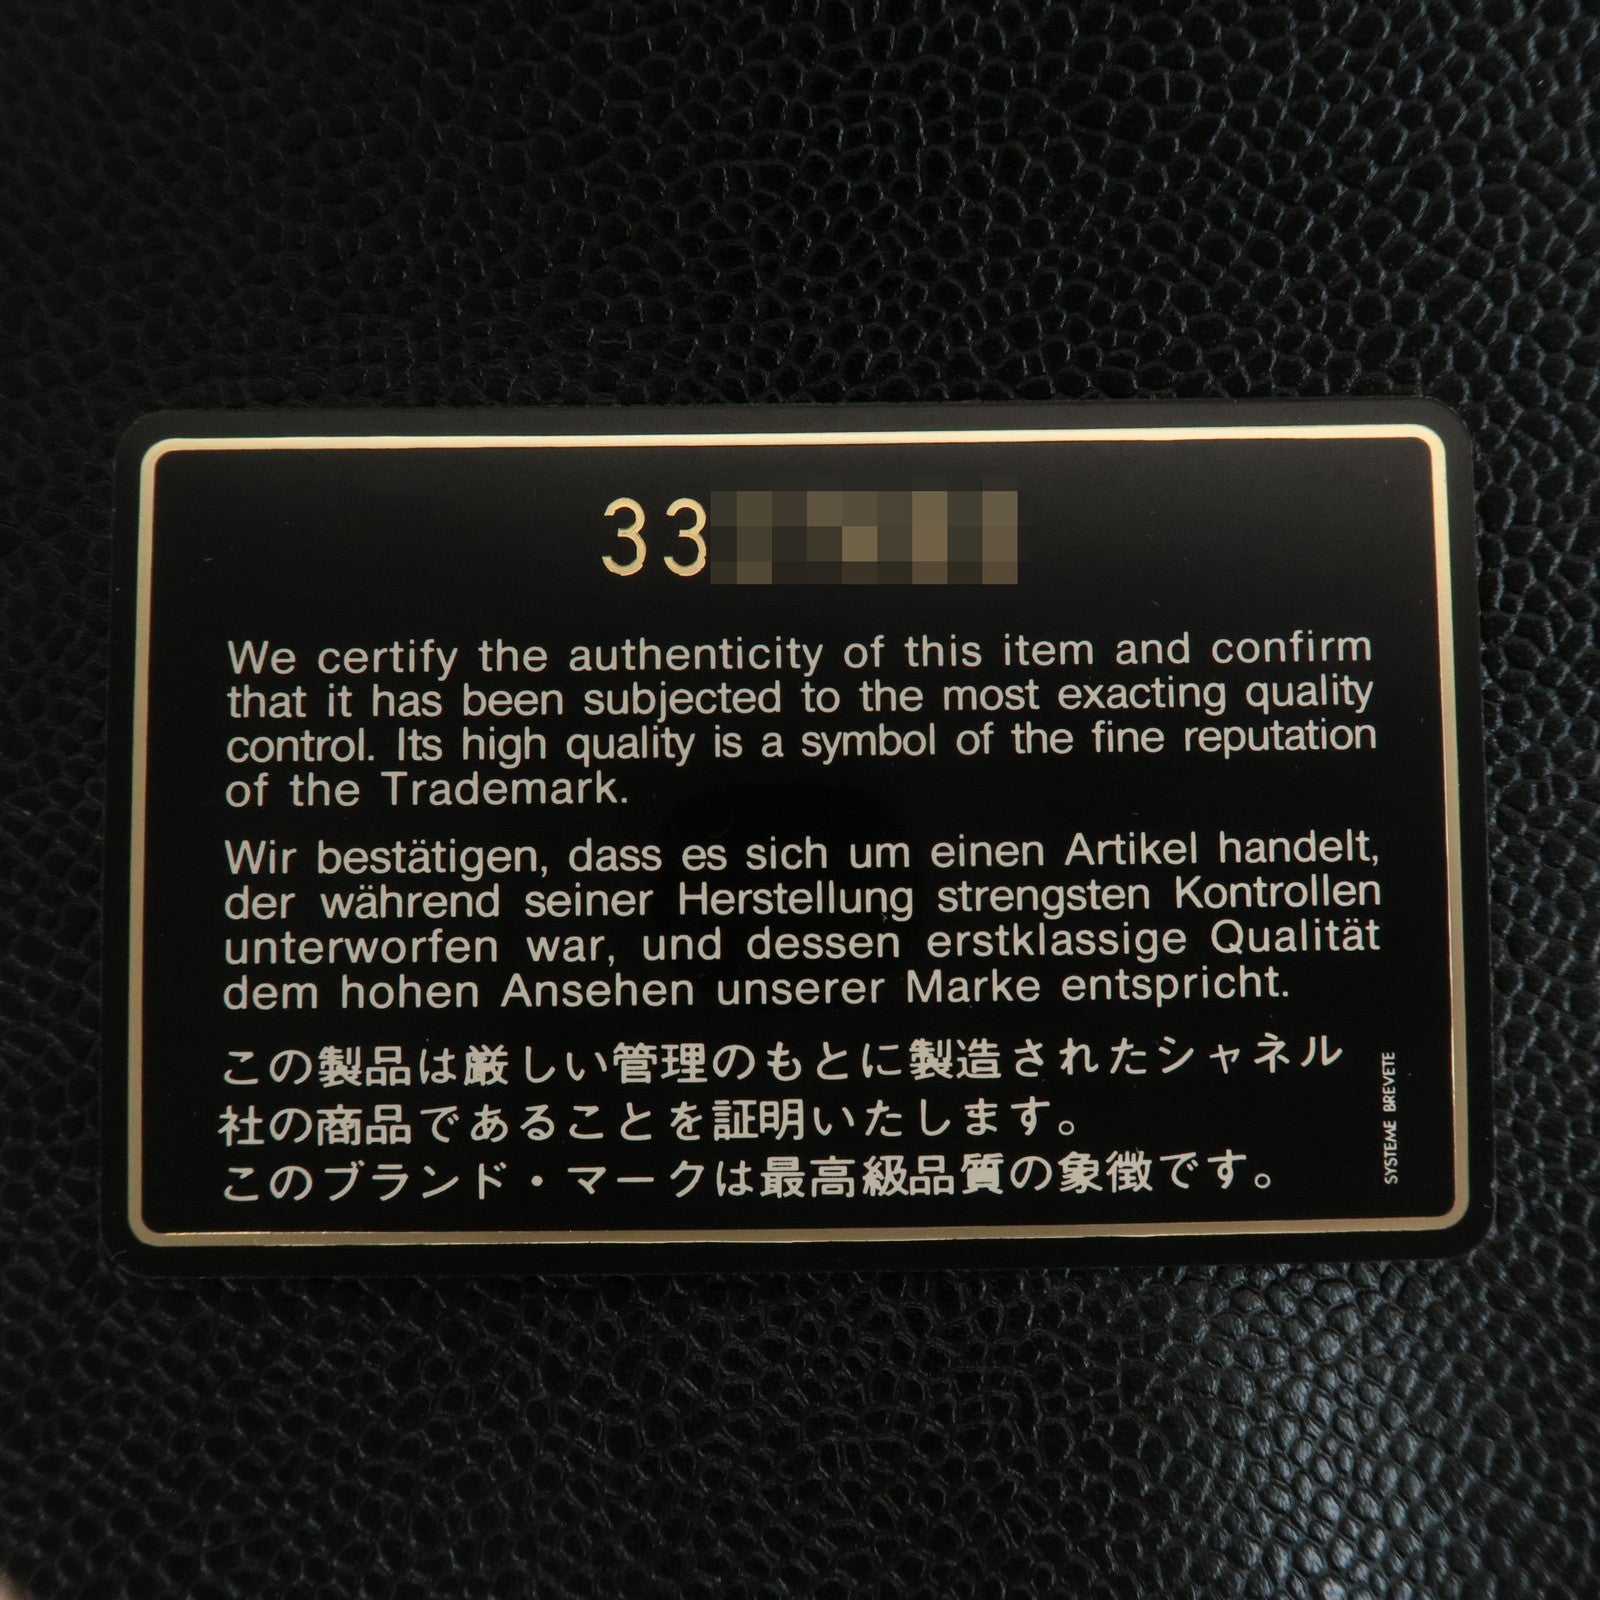 33
We certify the authenticity of this item and confirm
that it has been subjected to the most exacting quality
control. Its high quality is a symbol of the fine reputation
of the Trademark.
Wir bestätigen, dass es sich um einen Artikel handelt,
der während seiner Herstellung strengsten Kontrollen
unterworfen war, und dessen erstklassige Qualität
dem hohen Ansehen unserer Marke entspricht.
この製品は厳しい管理のもとに製造されたシャネル
社の商品であることを証明いたします。
このブランド・マークは最高級品質の象徴です。
SYSTEME BREVETE